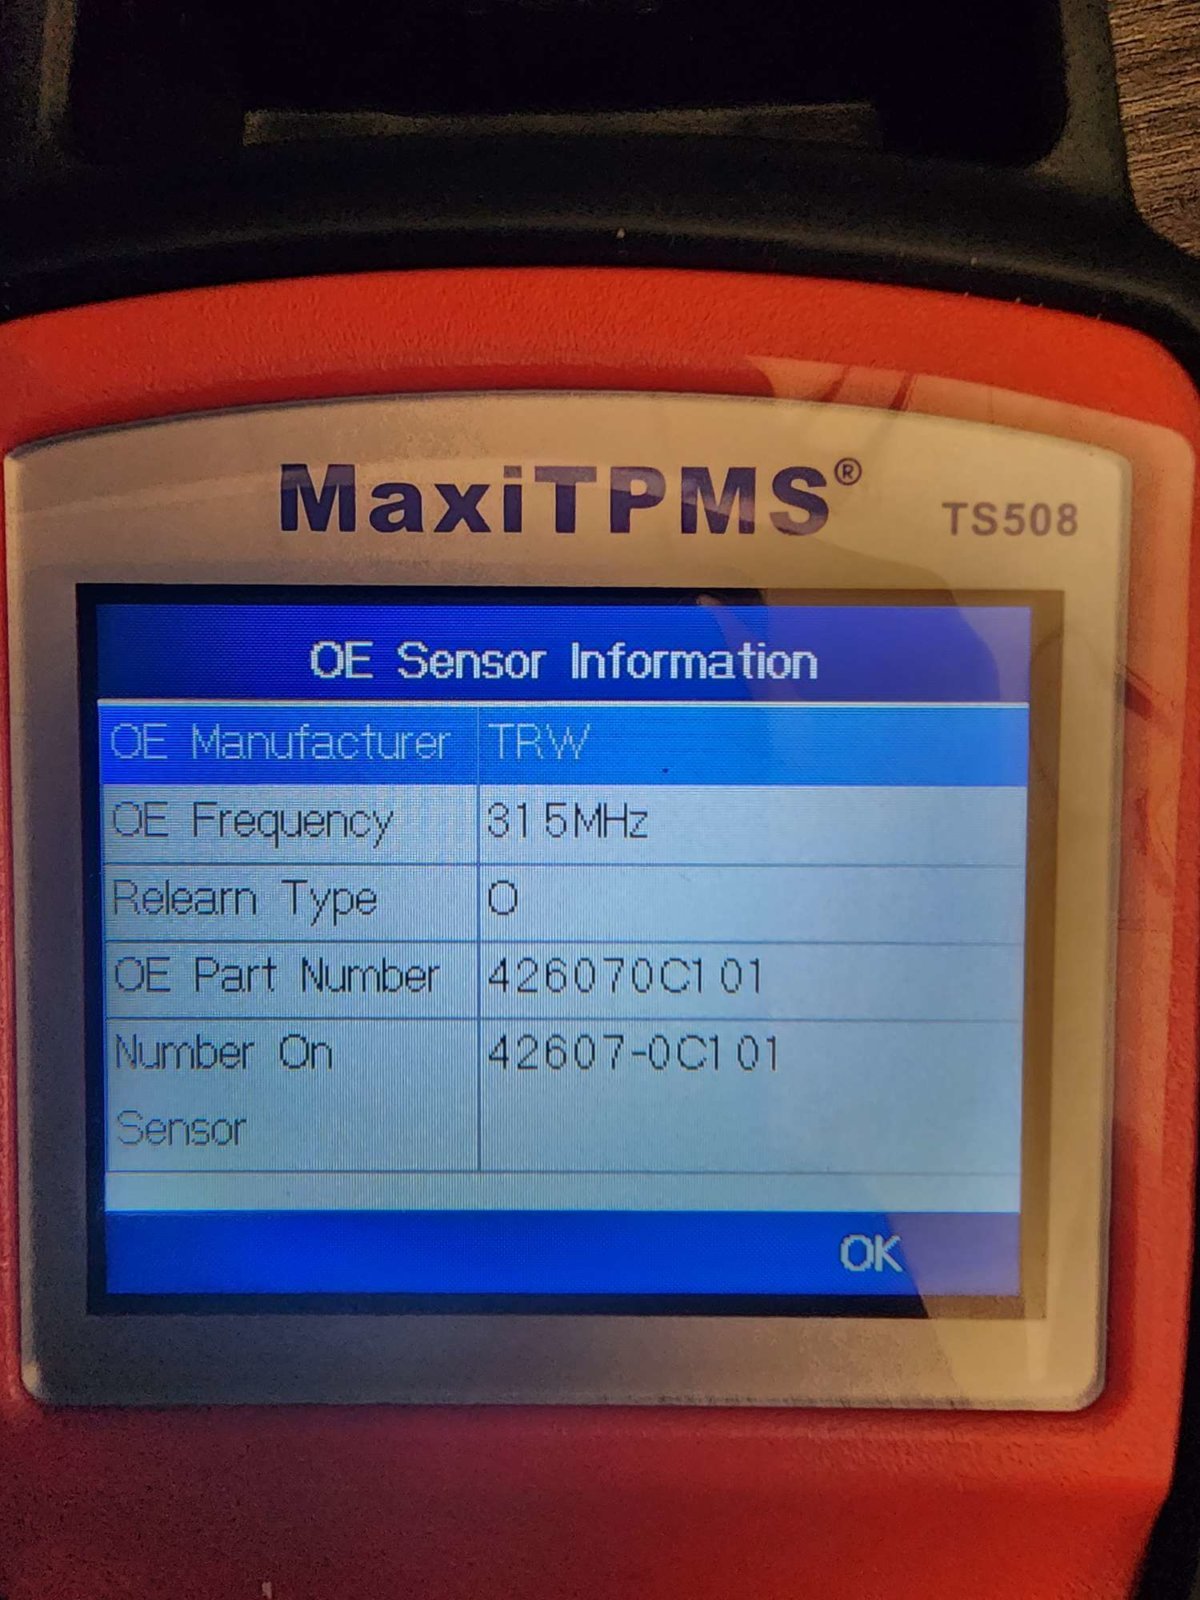 MaxiTPMS®
TS508
OE Sensor Information
OE Manufacturer TRW
OE Frequency 315MHz
Relearn Type O
OE Part Number 426070C101
Number On 42607-0C101
Sensor
OK